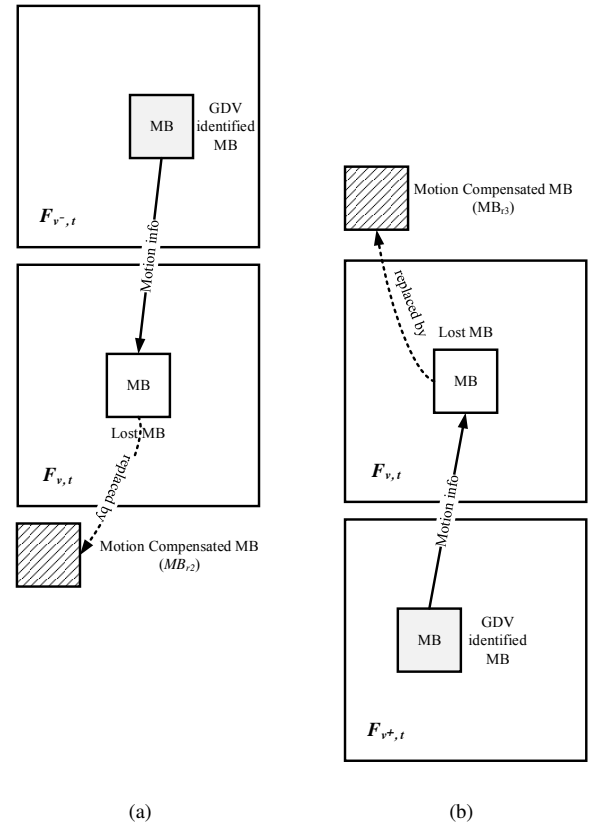 MB
GDV
identified
MB
F_{v^-,t}
Motion info
MB
Lost MB
F_{v,t}
replaced by
Motion Compensated MB
(MB_{r2})
(a)
Motion Compensated MB
(MB_{r3})
replaced by
Lost MB
MB
F_{v,t}
Motion info
MB
GDV
identified
MB
F_{v^+,t}
(b)